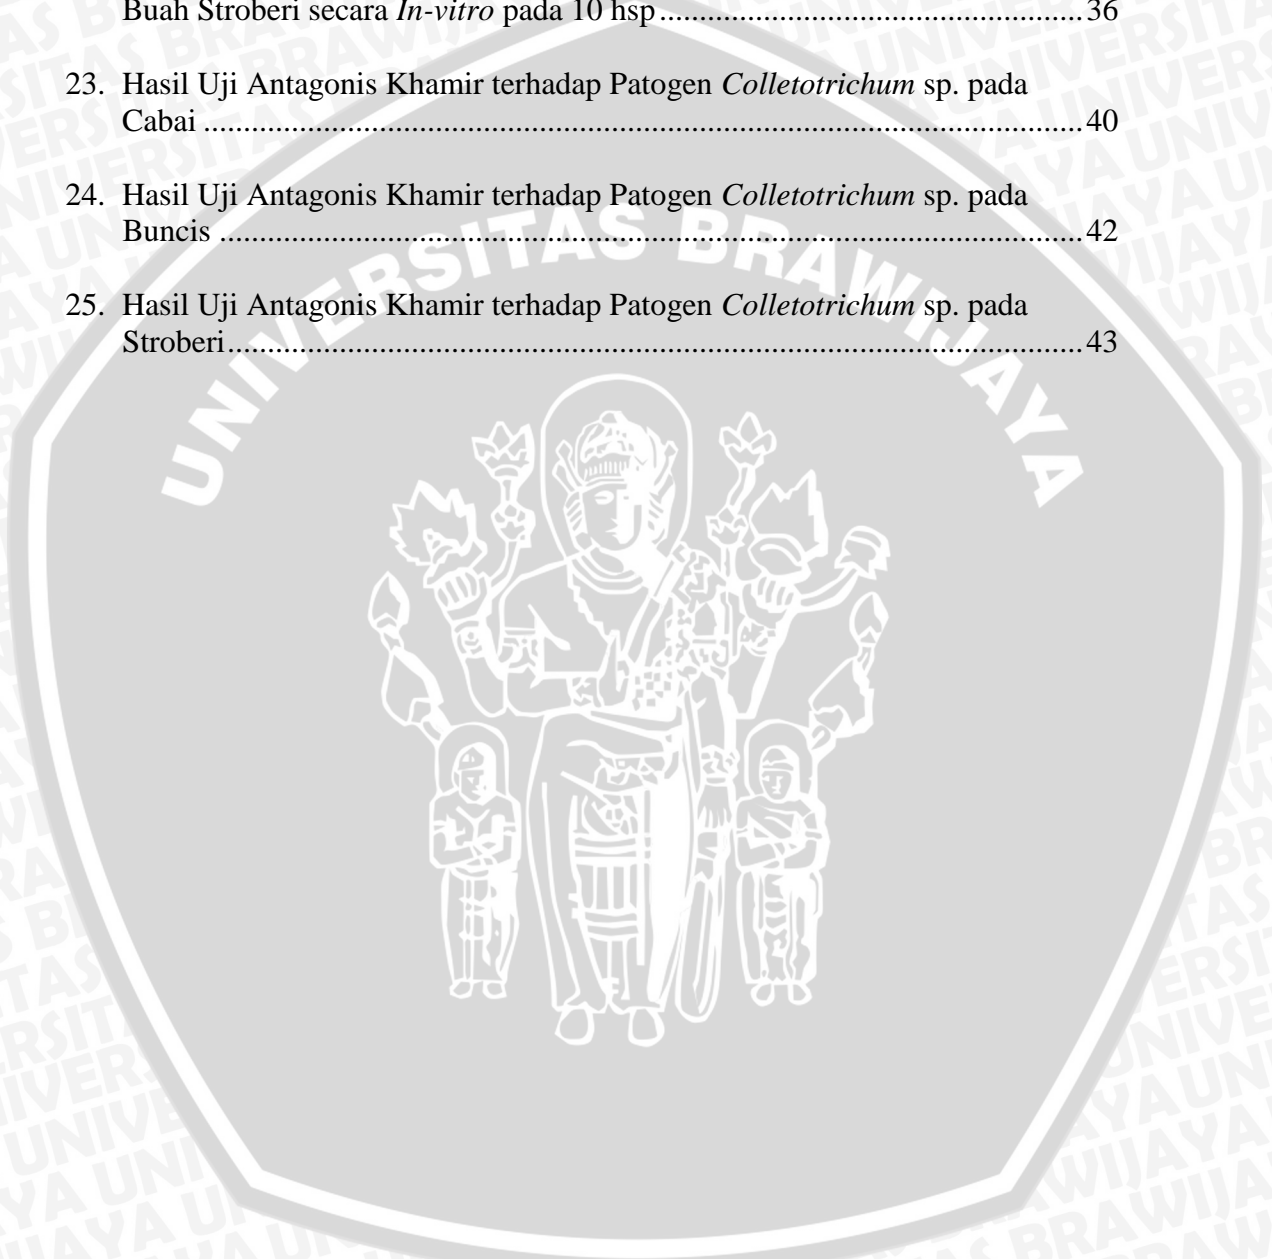 Buah Stroberi secara In-vitro pada 10 hsp ..................................................... 36
23. Hasil Uji Antagonis Khamir terhadap Patogen Colletotrichum sp. pada
Cabai .............................................................................................................. 40
24. Hasil Uji Antagonis Khamir terhadap Patogen Colletotrichum sp. pada
Buncis ............................................................................................................ 42
25. Hasil Uji Antagonis Khamir terhadap Patogen Colletotrichum sp. pada
Stroberi ........................................................................................................... 43
UNIVERSITAS BRAWIJAYA